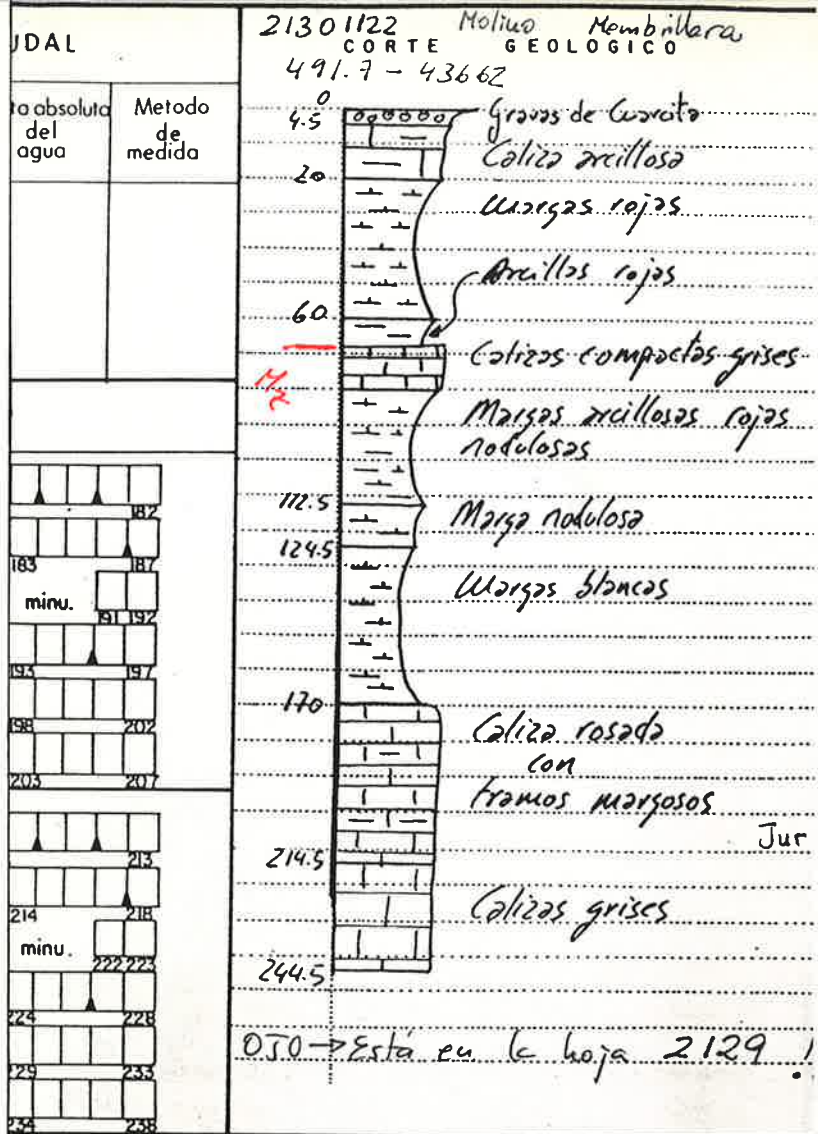 UDAL
ta absoluta
del
agua
Metodo
de
medida
182
183 187
minu.
191 192
193 197
198 202
203 207
213
214 218
minu.
222 223
224 228
229 233
234 238
21301122 Molino Membrillera
CORTE GEOLOGICO
491.7 - 43662
0
Gravas de Cuarcita
4.5
Caliza arcillosa
20
Margas rojas
Arcillas rojas
60
Calizas compactas grises
Mz
Margas arcillosas rojas
nodulosas
112.5
Marga nodulosa
124.5
Margas blancas
170
Caliza rosada
con
tramos margosos
Jur
214.5
Calizas grises
244.5
OJO → Está en la hoja 2129 !